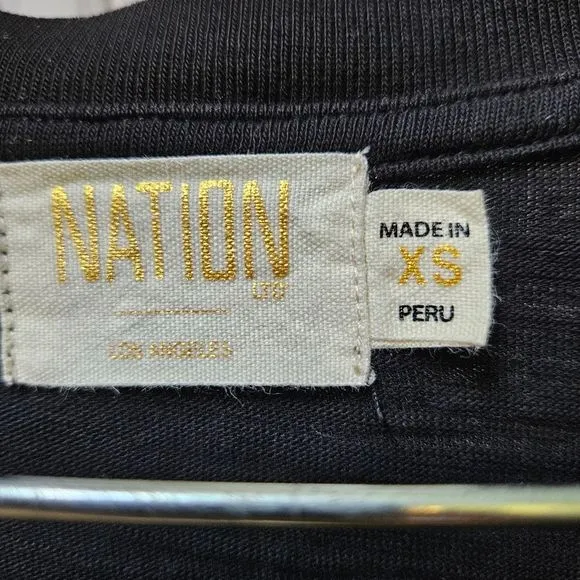 NATION
LTD
LOS ANGELES
MADE IN
XS
PERU